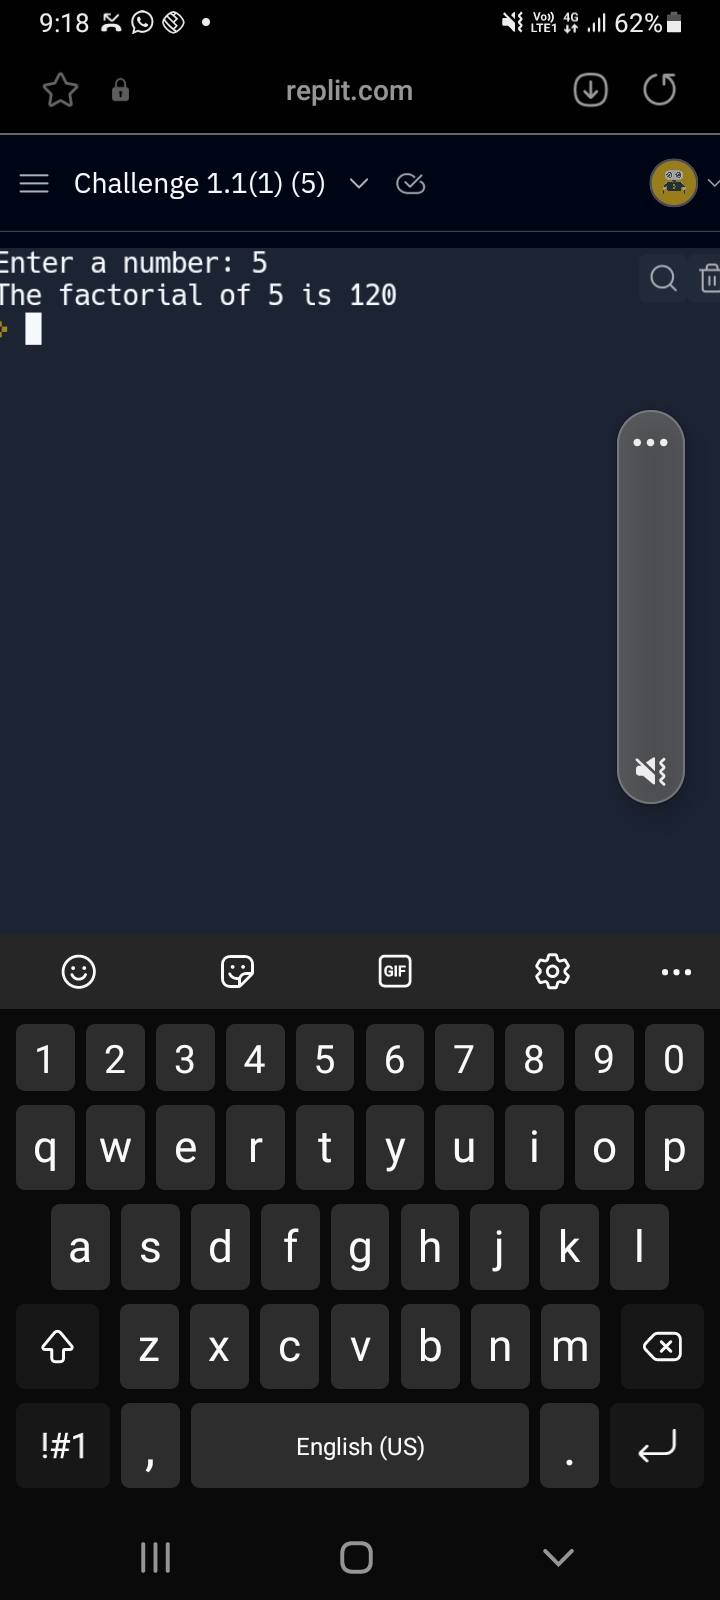 9:18 Vo)) LTE1 4G 62%
replit.com
Challenge 1.1(1) (5)
Enter a number: 5
The factorial of 5 is 120
GIF
1 2 3 4 5 6 7 8 9 0
q w e r t y u i o p
a s d f g h j k l
z x c v b n m
!#1 , English (US) .